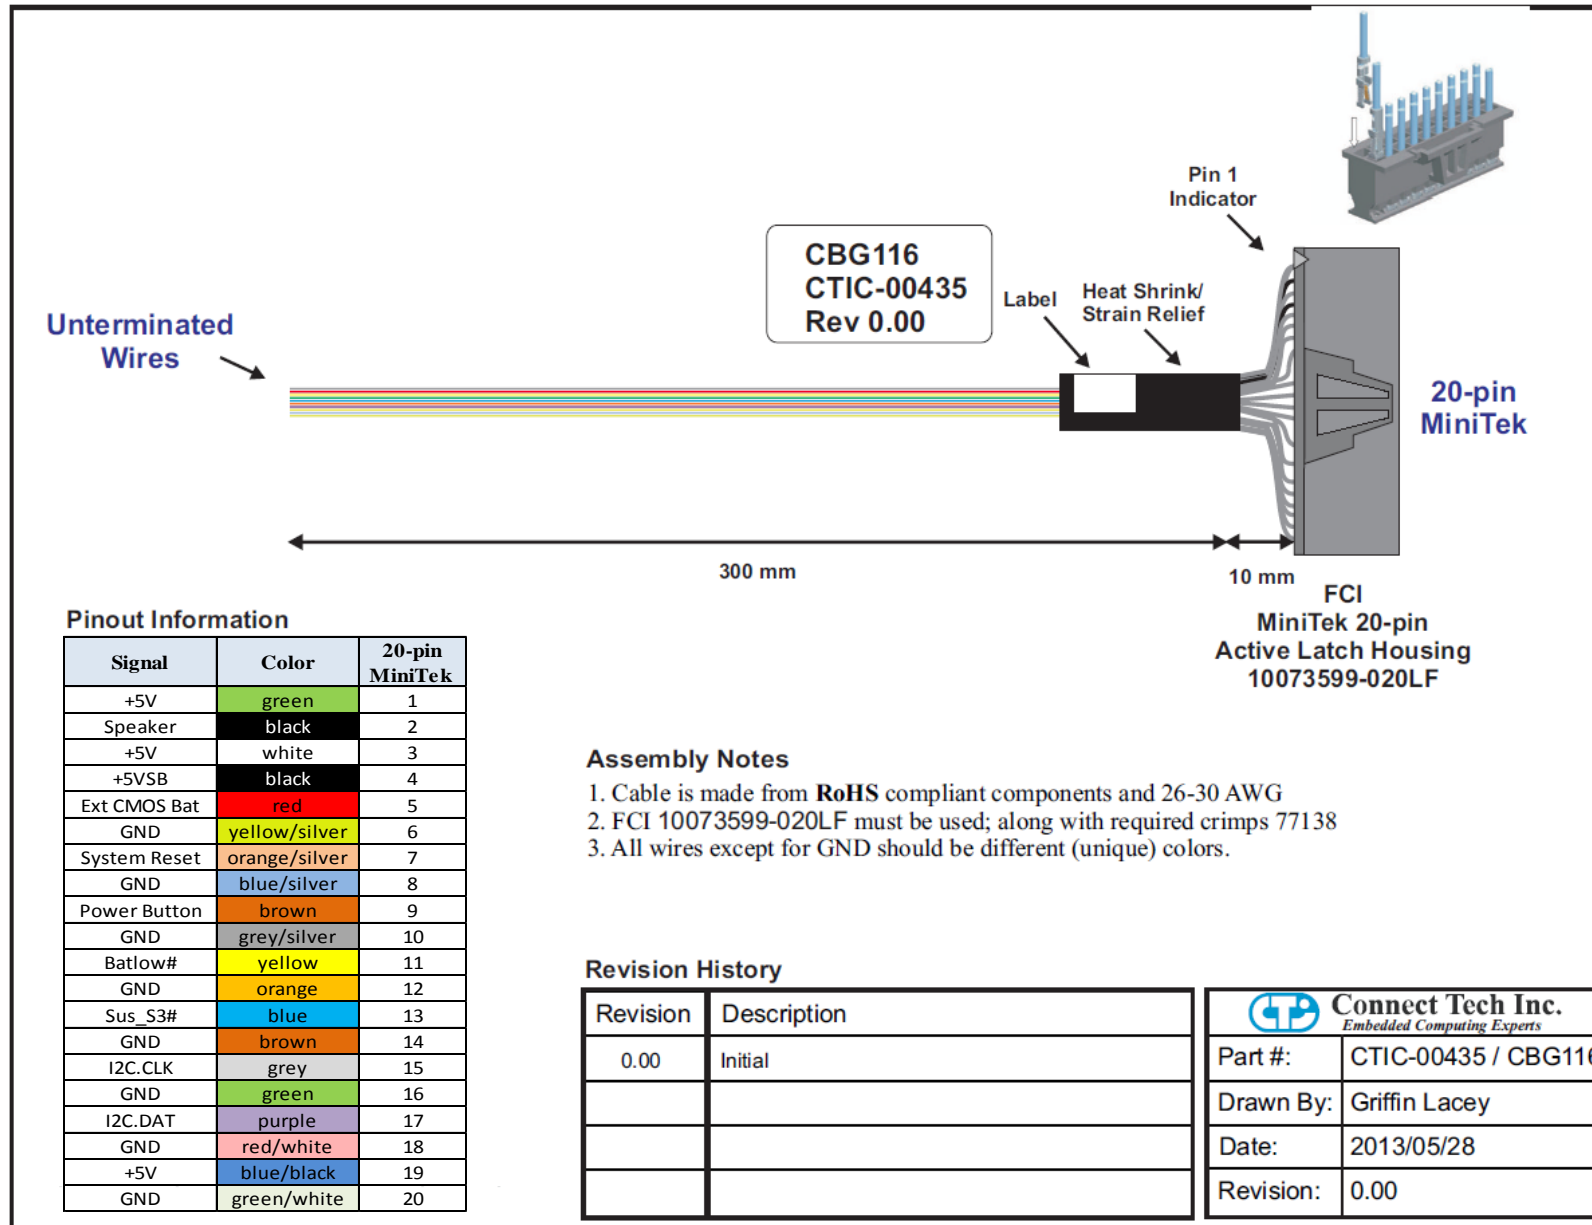 Pin 1
Indicator
CBG116
CTIC-00435
Rev 0.00
Label
Heat Shrink/
Strain Relief
Unterminated
Wires
20-pin
MiniTek
300 mm
10 mm
FCI
MiniTek 20-pin
Active Latch Housing
10073599-020LF
Pinout Information
Signal Color 20-pin MiniTek
+5V green 1
Speaker black 2
+5V white 3
+5VSB black 4
Ext CMOS Bat red 5
GND yellow/silver 6
System Reset orange/silver 7
GND blue/silver 8
Power Button brown 9
GND grey/silver 10
Batlow# yellow 11
GND orange 12
Sus_S3# blue 13
GND brown 14
I2C.CLK grey 15
GND green 16
I2C.DAT purple 17
GND red/white 18
+5V blue/black 19
GND green/white 20
Assembly Notes
1. Cable is made from RoHS compliant components and 26-30 AWG
2. FCI 10073599-020LF must be used; along with required crimps 77138
3. All wires except for GND should be different (unique) colors.
Revision History
Revision Description
0.00 Initial
Connect Tech Inc.
Embedded Computing Experts
Part #: CTIC-00435 / CBG116
Drawn By: Griffin Lacey
Date: 2013/05/28
Revision: 0.00